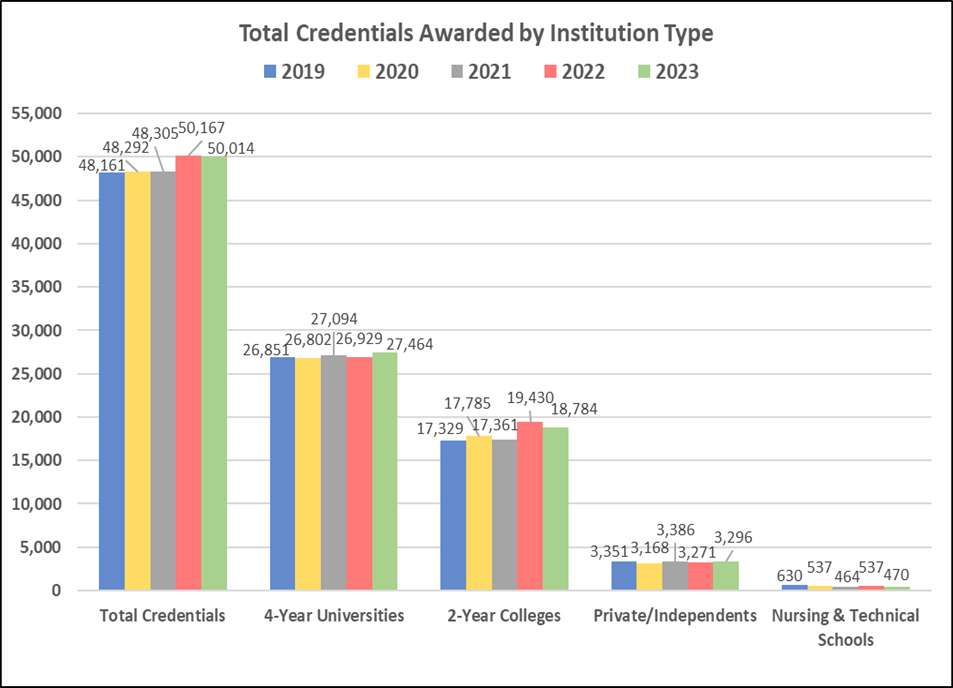 Total Credentials Awarded by Institution Type
2019 2020 2021 2022 2023
55,000
50,000
45,000
40,000
35,000
30,000
25,000
20,000
15,000
10,000
5,000
0
48,161 48,292 48,305 50,167 50,014
26,851 26,802 27,094 26,929 27,464
17,329 17,785 17,361 19,430 18,784
3,351 3,168 3,386 3,271 3,296
630 537 464 537 470
Total Credentials
4-Year Universities
2-Year Colleges
Private/Independents
Nursing & Technical
Schools